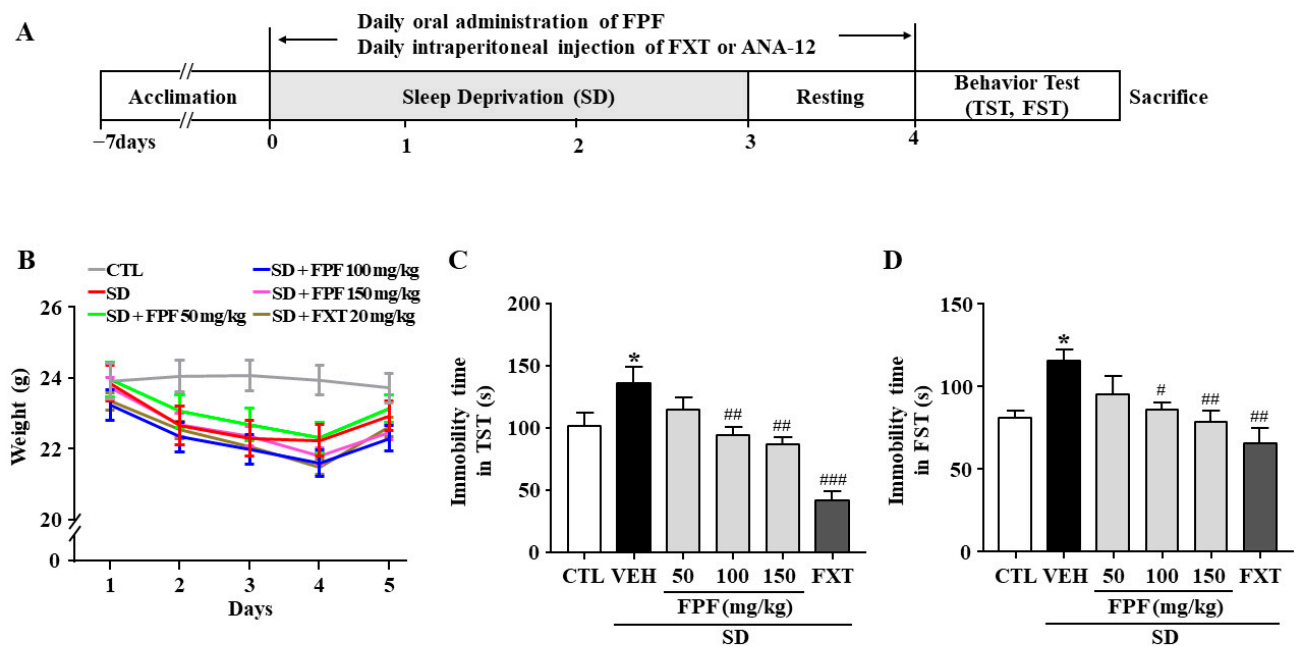 A
Daily oral administration of FPF
Daily intraperitoneal injection of FXT or ANA-12
Acclimation // Sleep Deprivation (SD) Resting Behavior Test (TST, FST) Sacrifice
−7days 0 1 2 3 4
B
CTL SD + FPF 100 mg/kg
SD SD + FPF 150 mg/kg
SD + FPF 50 mg/kg SD + FXT 20 mg/kg
Weight (g)
26
24
22
20
0
1 2 3 4 5
Days
C
Immobility time
in TST (s)
200
150
100
50
0
*
##
##
###
CTL VEH 50 100 150 FXT
FPF (mg/kg)
SD
D
Immobility time
in FST (s)
150
100
50
0
*
#
##
##
CTL VEH 50 100 150 FXT
FPF (mg/kg)
SD